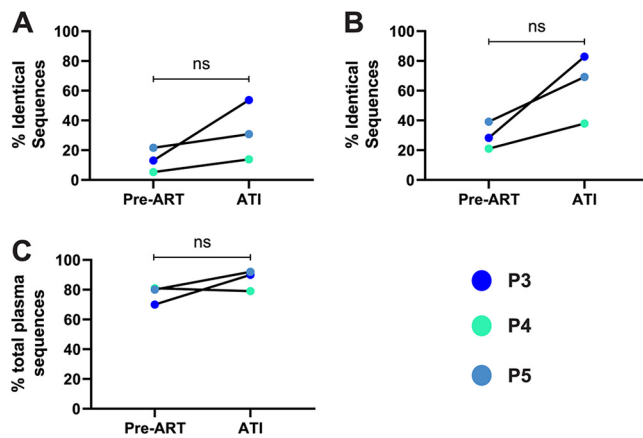 A
% Identical
Sequences
100
80
60
40
20
0
ns
Pre-ART
ATI
B
% Identical
Sequences
100
80
60
40
20
0
ns
Pre-ART
ATI
C
% total plasma
sequences
100
80
60
40
20
0
ns
Pre-ART
ATI
P3
P4
P5